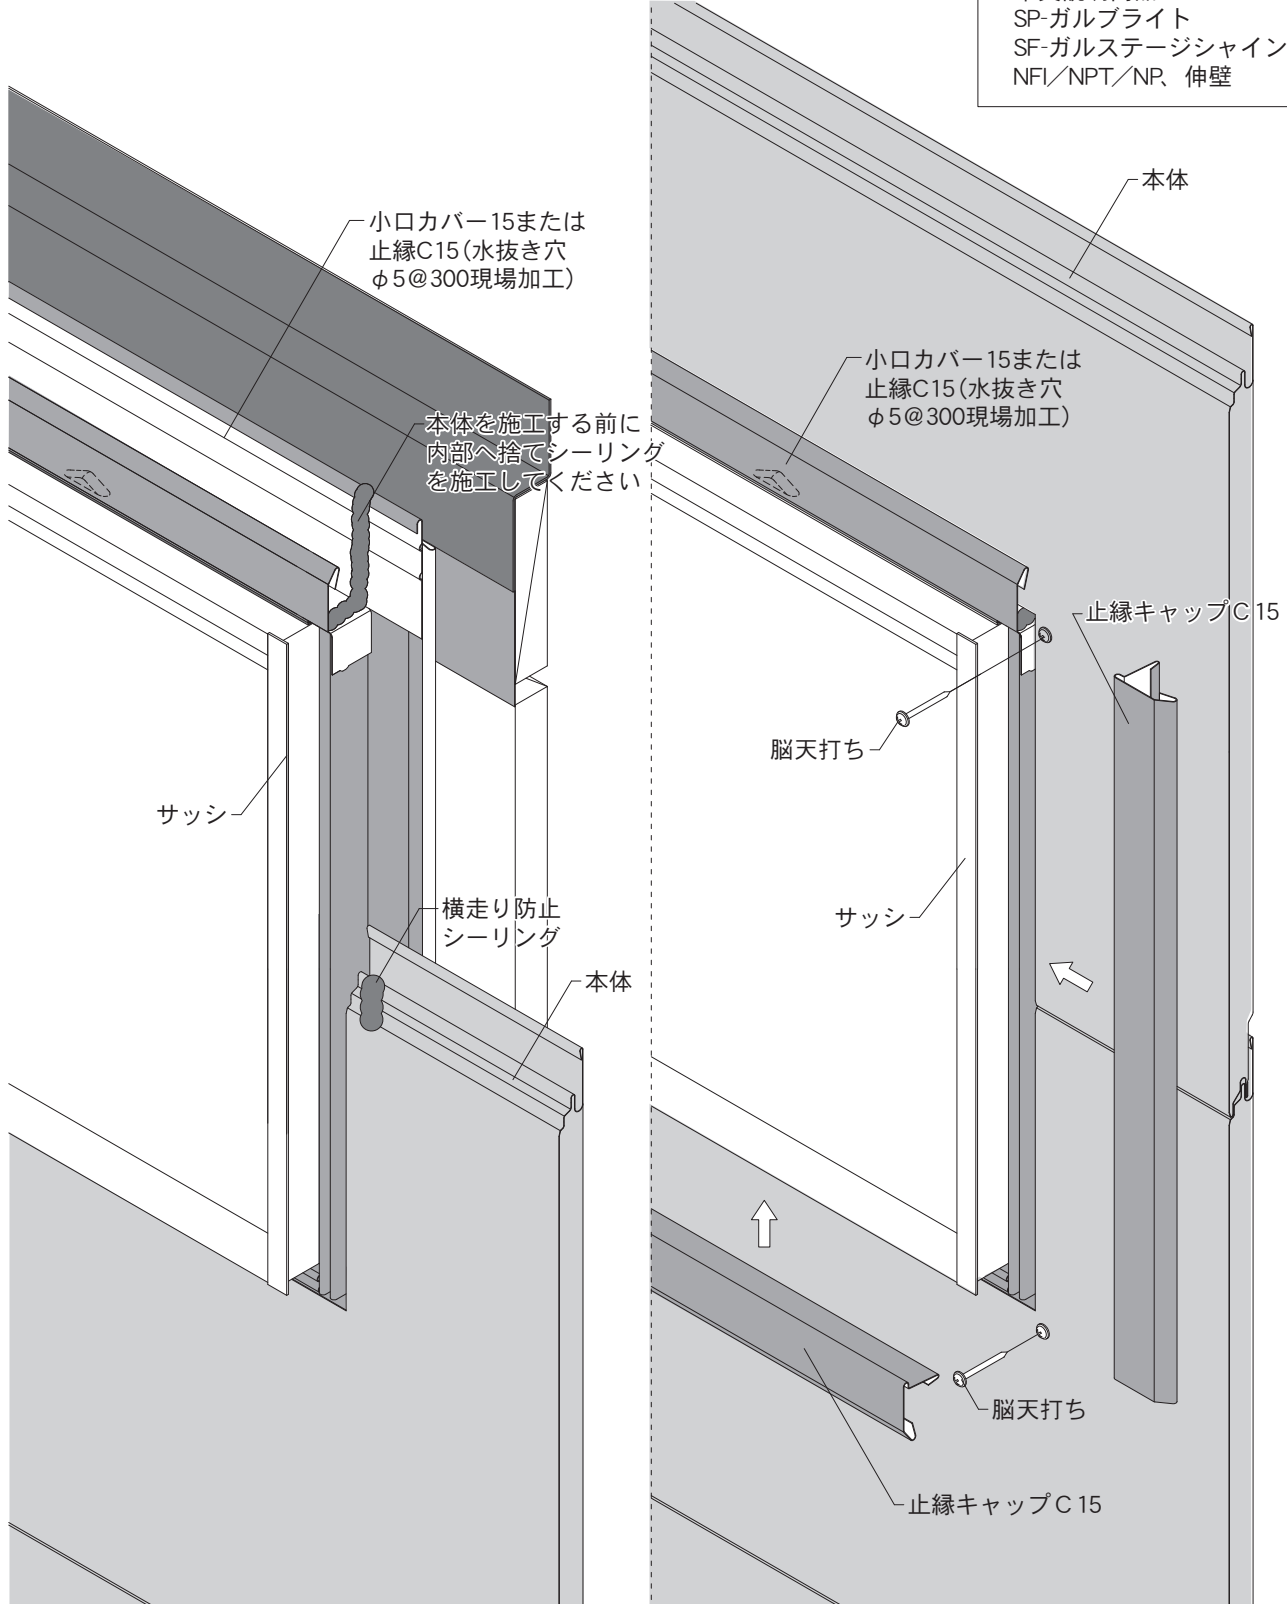 SP-ガルブライト
SF-ガルステージシャイン
NFI／NPT／NP、伸壁
小口カバー15または
止縁C15（水抜き穴
φ5@300現場加工）
本体を施工する前に
内部へ捨てシーリング
を施工してください
サッシ
横走り防止
シーリング
本体
本体
小口カバー15または
止縁C15（水抜き穴
φ5@300現場加工）
止縁キャップC15
脳天打ち
サッシ
脳天打ち
止縁キャップC15